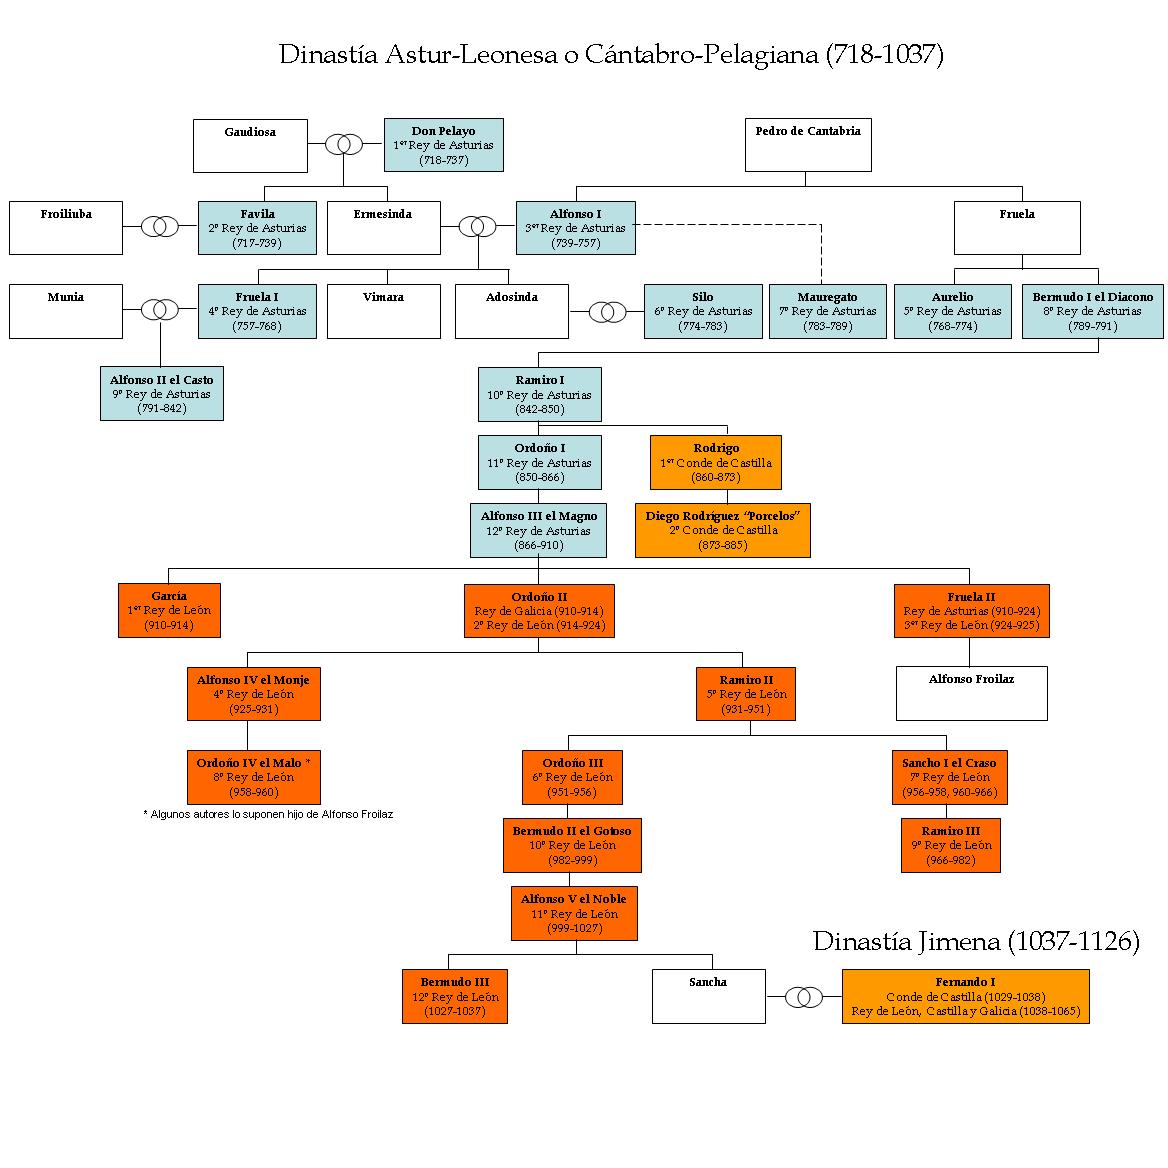 Dinastía Astur-Leonesa o Cántabro-Pelagiana (718-1037)
Gaudiosa
Don Pelayo
1er Rey de Asturias
(718-737)
Pedro de Cantabria
Froiliuba
Favila
2º Rey de Asturias
(717-739)
Ermesinda
Alfonso I
3er Rey de Asturias
(739-757)
Fruela
Munia
Fruela I
4º Rey de Asturias
(757-768)
Vimara
Adosinda
Silo
6º Rey de Asturias
(774-783)
Mauregato
7º Rey de Asturias
(783-789)
Aurelio
5º Rey de Asturias
(768-774)
Bermudo I el Diacono
8º Rey de Asturias
(789-791)
Alfonso II el Casto
9º Rey de Asturias
(791-842)
Ramiro I
10º Rey de Asturias
(842-850)
Ordoño I
11º Rey de Asturias
(850-866)
Rodrigo
1er Conde de Castilla
(860-873)
Alfonso III el Magno
12º Rey de Asturias
(866-910)
Diego Rodríguez “Porcelos”
2º Conde de Castilla
(873-885)
García
1er Rey de León
(910-914)
Ordoño II
Rey de Galicia (910-914)
2º Rey de León (914-924)
Fruela II
Rey de Asturias (910-924)
3er Rey de León (924-925)
Alfonso IV el Monje
4º Rey de León
(925-931)
Ramiro II
5º Rey de León
(931-951)
Alfonso Froilaz
Ordoño IV el Malo *
8º Rey de León
(958-960)
* Algunos autores lo suponen hijo de Alfonso Froilaz
Ordoño III
6º Rey de León
(951-956)
Sancho I el Craso
7º Rey de León
(956-958, 960-966)
Bermudo II el Gotoso
10º Rey de León
(982-999)
Ramiro III
9º Rey de León
(966-982)
Alfonso V el Noble
11º Rey de León
(999-1027)
Dinastía Jimena (1037-1126)
Bermudo III
12º Rey de León
(1027-1037)
Sancha
Fernando I
Conde de Castilla (1029-1038)
Rey de León, Castilla y Galicia (1038-1065)